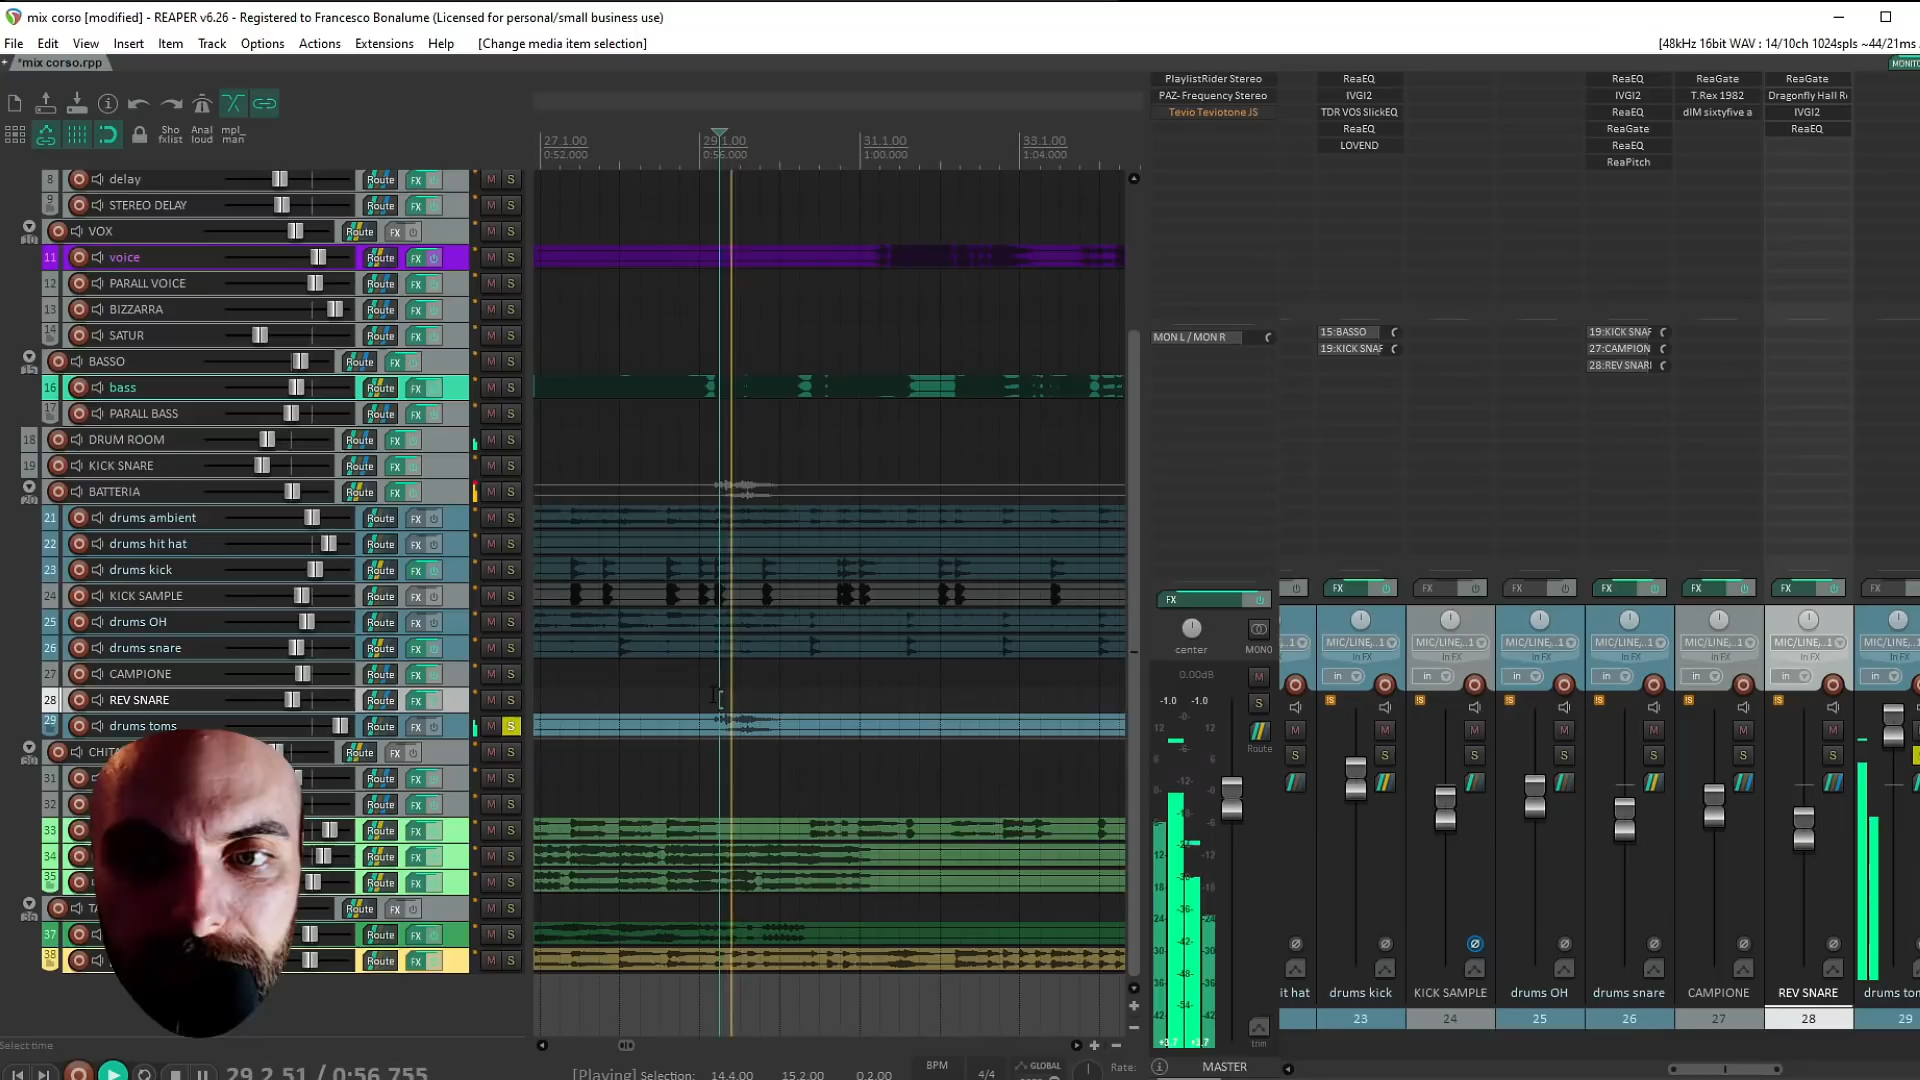 mix corso [modified] - REAPER v6.26 - Registered to Francesco Bonalume (Licensed for personal/small business use)
File Edit View Insert Item Track Options Actions Extensions Help [Change media item selection]
[48kHz 16bit WAV : 14/10ch 1024spls ~44/21ms
*mix corso.rpp
MONITO
Sho fxlist
Anal loud
mpl_ man
27.1.00 29.1.00 31.1.00 33.1.00
0:52.000 0:56.000 1:00.000 1:04.000
8 delay Route FX M S
9 STEREO DELAY Route FX M S
10 VOX Route FX M S
11 voice Route FX M S
12 PARALL VOICE Route FX M S
13 BIZZARRA Route FX M S
14 SATUR Route FX M S
15 BASSO Route FX M S
16 bass Route FX M S
17 PARALL BASS Route FX M S
18 DRUM ROOM Route FX M S
19 KICK SNARE Route FX M S
20 BATTERIA Route FX M S
21 drums ambient Route FX M S
22 drums hit hat Route FX M S
23 drums kick Route FX M S
24 KICK SAMPLE Route FX M S
25 drums OH Route FX M S
26 drums snare Route FX M S
27 CAMPIONE Route FX M S
28 REV SNARE Route FX M S
29 drums toms Route FX M S
30 CHITA Route FX M S
31 Route FX M S
32 Route FX M S
33 Route FX M S
34 Route FX M S
35 Route FX M S
36 TA Route FX M S
37 Route FX M S
38 Route FX M S
PlaylistRider Stereo
PAZ- Frequency Stereo
Tevio Teviotone JS
ReaEQ
IVGI2
TDR VOS SlickEQ
ReaEQ
LOVEND
ReaEQ
IVGI2
ReaEQ
ReaGate
ReaEQ
ReaPitch
ReaGate
T.Rex 1982
dIM sixtyfive a
ReaGate
Dragonfly Hall R
IVGI2
ReaEQ
MON L / MON R
15:BASSO
19:KICK SNAR
19:KICK SNAR
27:CAMPION
28:REV SNAR
FX
center
MONO
0.00dB
-1.0 -1.0
M
S
Route
trim
MASTER
+3.7 +3.7
MIC/LINE,..1 MIC/LINE,..1 MIC/LINE,..1 MIC/LINE,..1 MIC/LINE,..1 MIC/LINE,..1
in FX in FX in FX in FX in FX in FX
in in in in in in
it hat drums kick KICK SAMPLE drums OH drums snare CAMPIONE REV SNARE drums tom
23 24 25 26 27 28 29
Select time
29.2.51 / 0:56.755
[Playing] Selection: 14.4.00 15.2.00 0.2.00
BPM
4/4
GLOBAL
Rate: